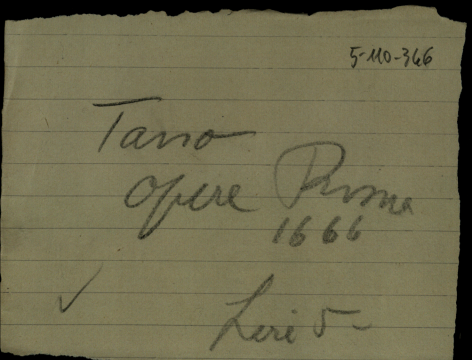 5-110-366
Tasso
opere Roma
1666
Lire 5-